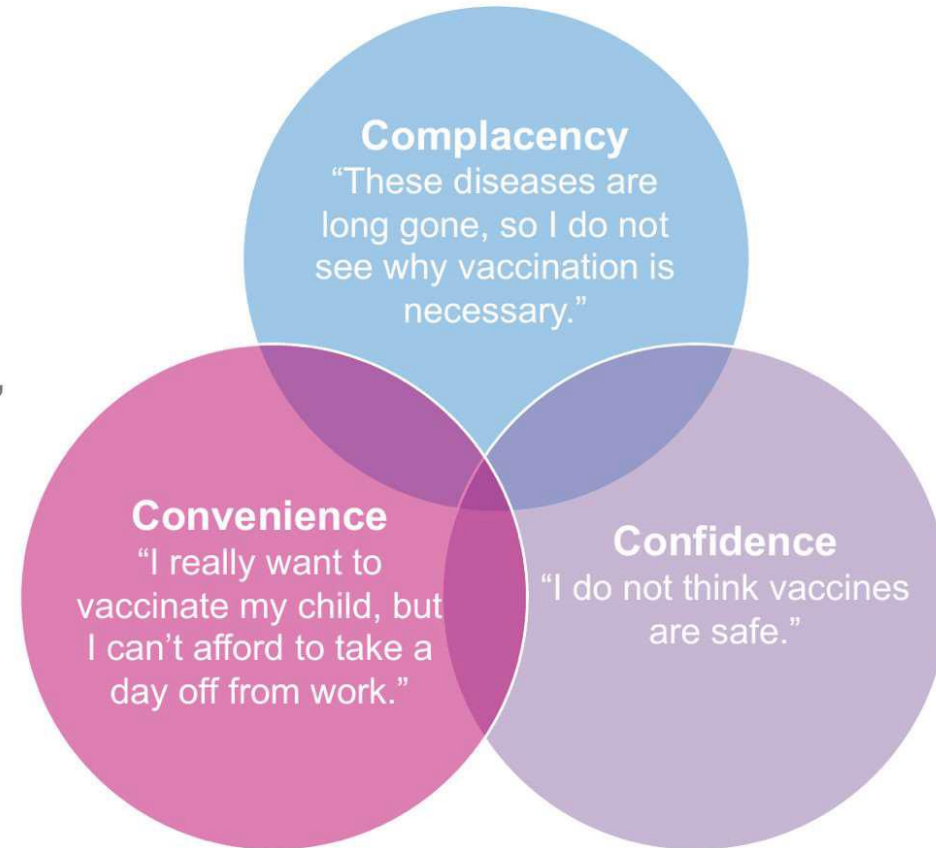 Complacency
“These diseases are
long gone, so I do not
see why vaccination is
necessary.”
,
Convenience
“I really want to
vaccinate my child, but
I can’t afford to take a
day off from work.”
Confidence
“I do not think vaccines
are safe.”